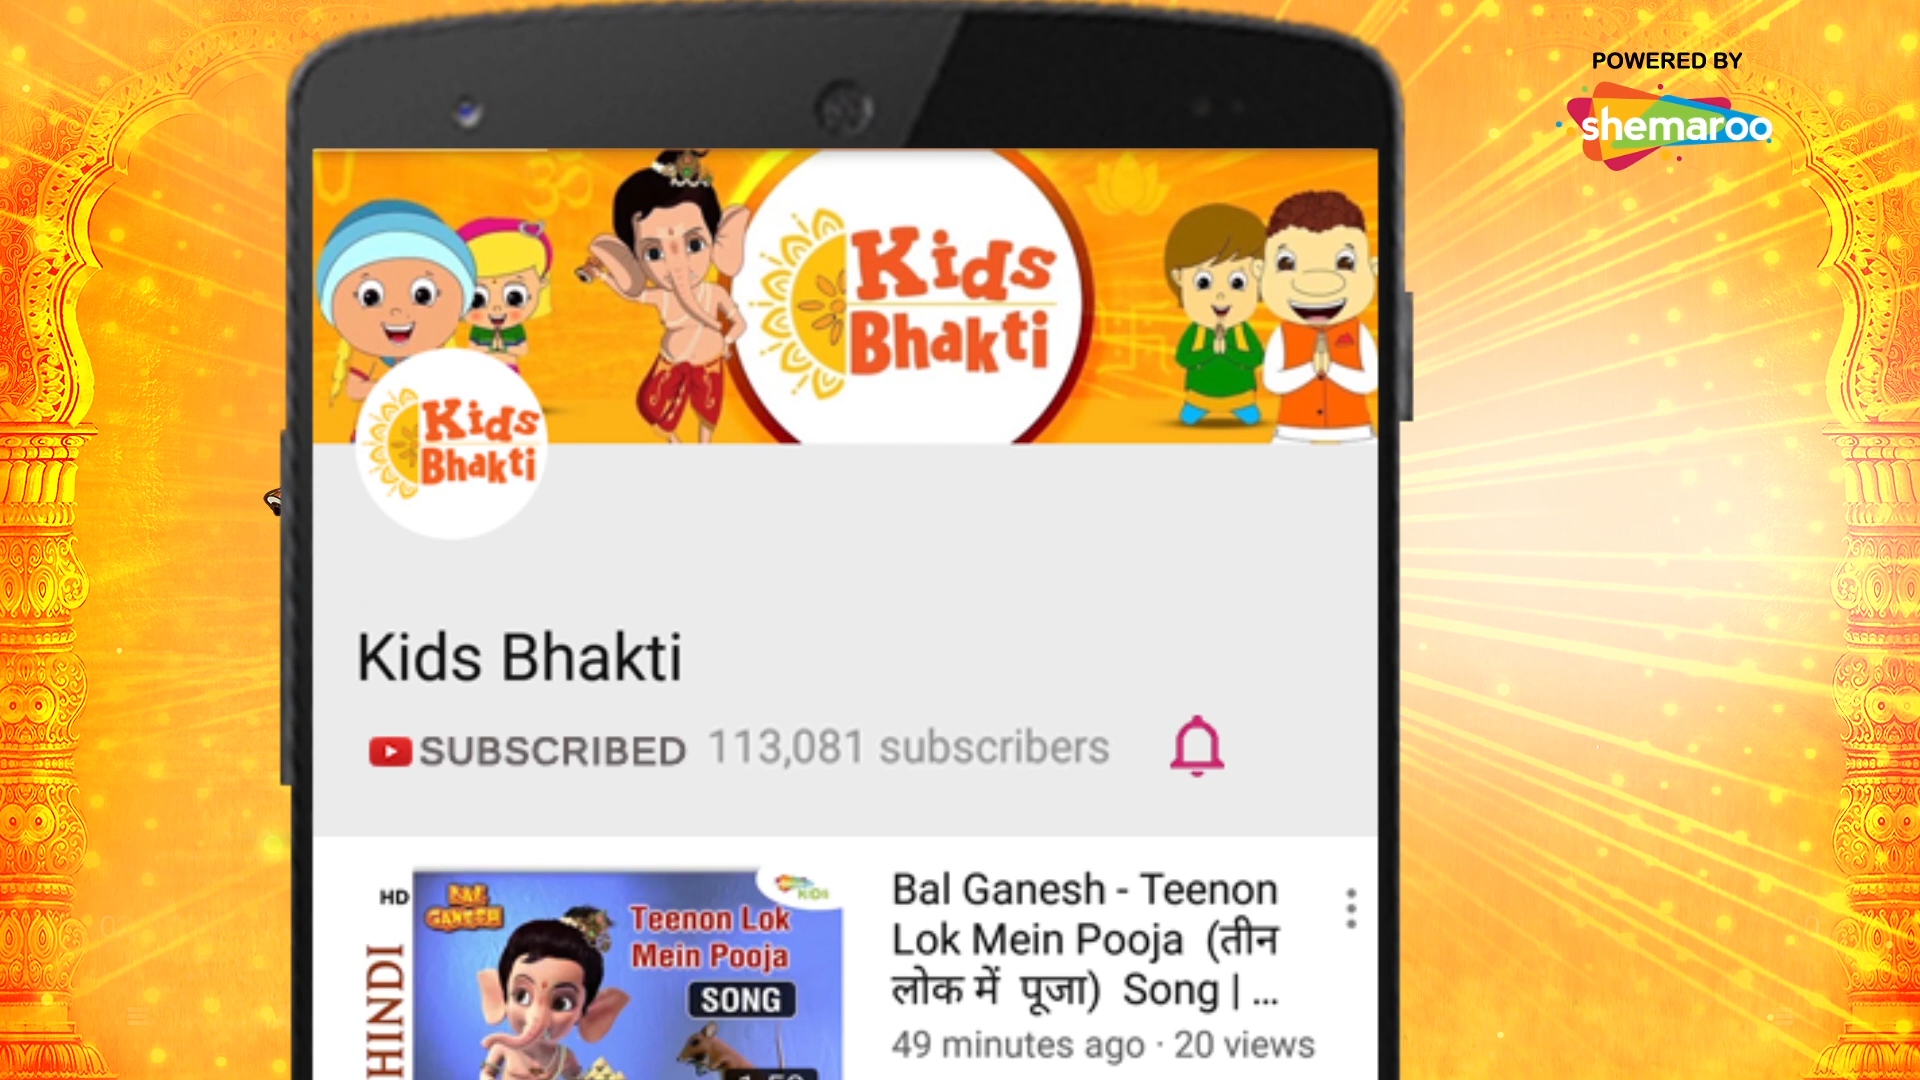 POWERED BY
shemaroo
Kids
Bhakti
Kids
Bhakti
Kids Bhakti
SUBSCRIBED 113,081 subscribers
HD
HINDI
BAL
GANESH
KIDS
Teenon Lok
Mein Pooja
SONG
Bal Ganesh - Teenon
Lok Mein Pooja (तीन
लोक में पूजा) Song | ...
49 minutes ago · 20 views